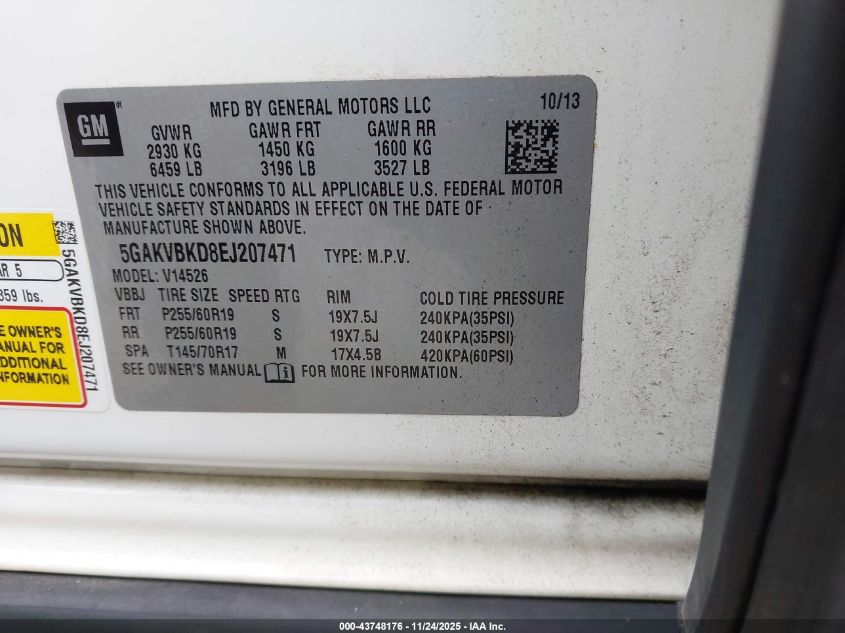 GM ®
MFD BY GENERAL MOTORS LLC 10/13
GVWR GAWR FRT GAWR RR
2930 KG 1450 KG 1600 KG
6459 LB 3196 LB 3527 LB
THIS VEHICLE CONFORMS TO ALL APPLICABLE U.S. FEDERAL MOTOR
VEHICLE SAFETY STANDARDS IN EFFECT ON THE DATE OF
MANUFACTURE SHOWN ABOVE.
5GAKVBKD8EJ207471 TYPE: M.P.V.
MODEL: V14526
VBBJ TIRE SIZE SPEED RTG RIM COLD TIRE PRESSURE
FRT P255/60R19 S 19X7.5J 240KPA(35PSI)
RR P255/60R19 S 19X7.5J 240KPA(35PSI)
SPA T145/70R17 M 17X4.5B 420KPA(60PSI)
SEE OWNER'S MANUAL FOR MORE INFORMATION.
ON
AR 5
359 lbs.
E OWNER'S
ANUAL FOR
DDITIONAL
NFORMATION
5GAKVBKD8EJ207471
000-43748176 - 11/24/2025 - IAA Inc.